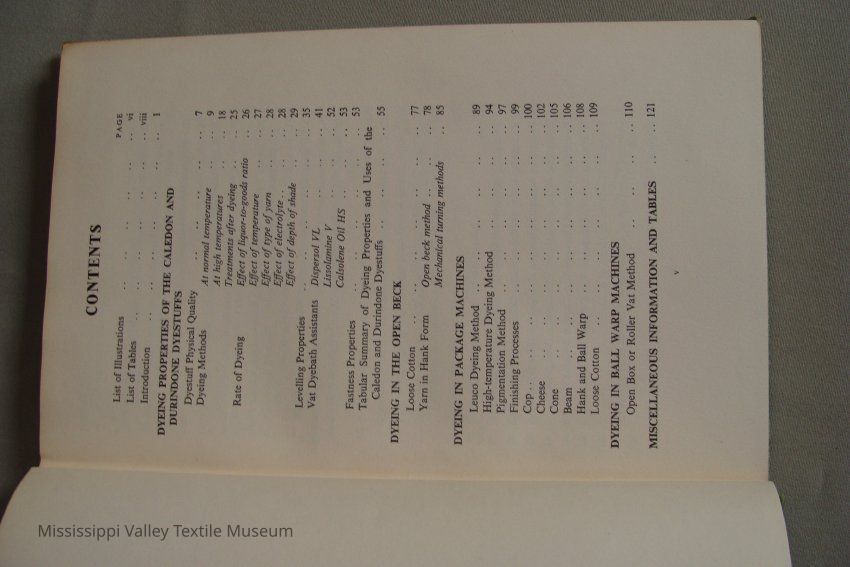 CONTENTS
PAGE
List of Illustrations .. .. .. .. .. vi
List of Tables .. .. .. .. .. viii
Introduction .. .. .. .. .. 1
DYEING PROPERTIES OF THE CALEDON AND
DURINDONE DYESTUFFS
Dyestuff Physical Quality .. .. .. .. 7
Dyeing Methods At normal temperature .. .. 9
At high temperatures .. .. 18
Treatments after dyeing .. .. 25
Rate of Dyeing Effect of liquor-to-goods ratio .. 26
Effect of temperature .. .. 27
Effect of type of yarn .. .. 28
Effect of electrolyte .. .. 28
Effect of depth of shade .. .. 29
Levelling Properties .. .. .. .. 35
Vat Dyebath Assistants Dispersol VL .. .. 41
Lissolamine V .. .. 52
Calsolene Oil HS .. .. 53
Fastness Properties .. .. .. .. 53
Tabular Summary of Dyeing Properties and Uses of the
Caledon and Durindone Dyestuffs .. .. .. 55
DYEING IN THE OPEN BECK
Loose Cotton .. .. .. .. .. 77
Yarn in Hank Form Open beck method .. .. 78
Mechanical turning methods .. 85
DYEING IN PACKAGE MACHINES
Leuco Dyeing Method .. .. .. .. 89
High-temperature Dyeing Method .. .. .. 94
Pigmentation Method .. .. .. .. 97
Finishing Processes .. .. .. .. 99
Cop .. .. .. .. .. .. 100
Cheese .. .. .. .. .. 102
Cone .. .. .. .. .. 105
Beam .. .. .. .. .. 106
Hank and Ball Warp .. .. .. .. 108
Loose Cotton .. .. .. .. .. 109
DYEING IN BALL WARP MACHINES
Open Box or Roller Vat Method .. .. .. 110
MISCELLANEOUS INFORMATION AND TABLES .. .. 121
v
Mississippi Valley Textile Museum